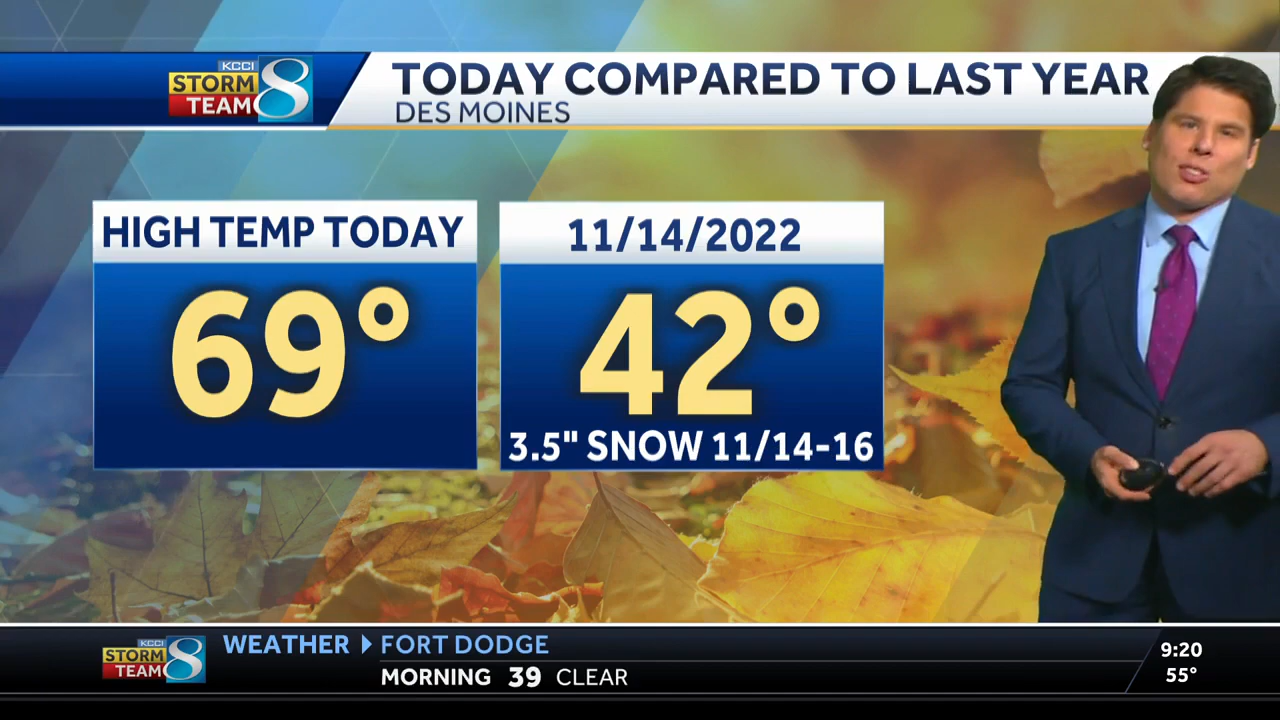 KCCI
STORM
TEAM 8
TODAY COMPARED TO LAST YEAR
DES MOINES
HIGH TEMP TODAY
69°
11/14/2022
42°
3.5" SNOW 11/14-16
KCCI
STORM
TEAM 8
WEATHER FORT DODGE
MORNING 39 CLEAR
9:20
55°